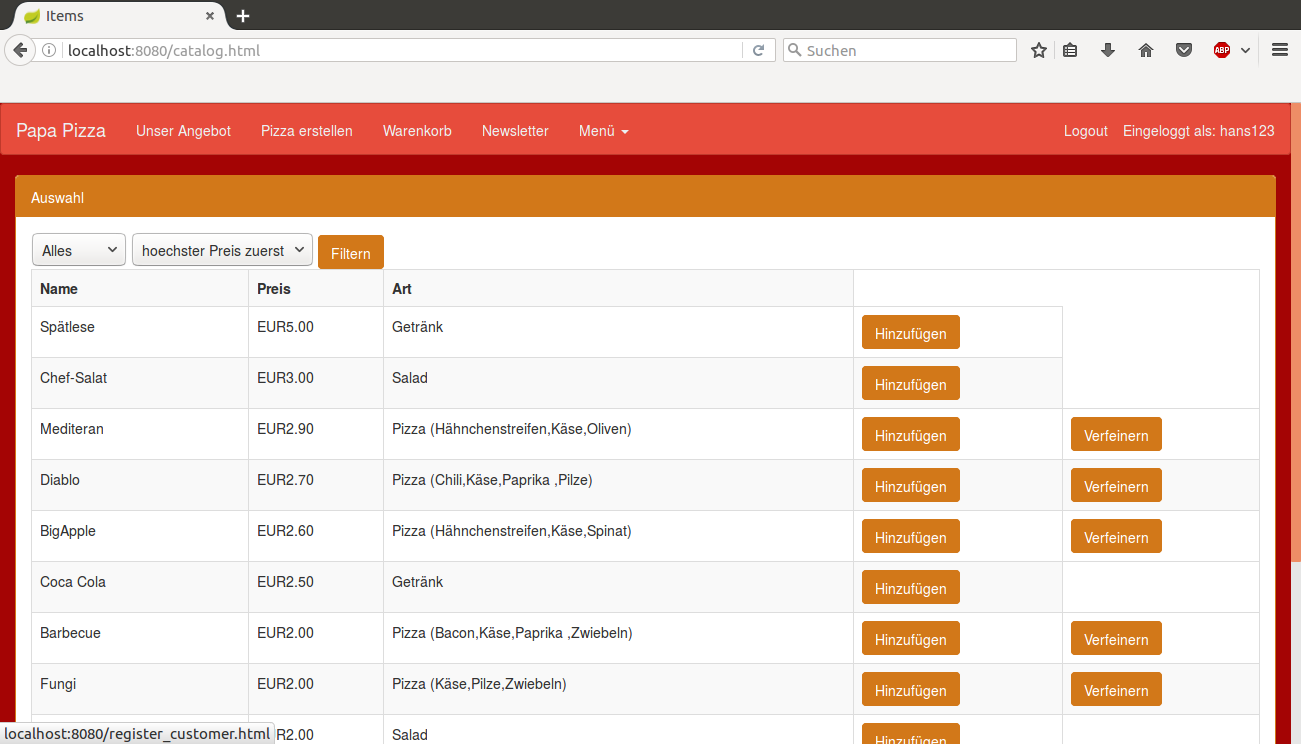 Items
localhost:8080/catalog.html
Suchen
ABP
Papa Pizza Unser Angebot Pizza erstellen Warenkorb Newsletter Menü Logout Eingeloggt als: hans123
Auswahl
Alles hoechster Preis zuerst Filtern
Name Preis Art
Spätlese EUR5.00 Getränk Hinzufügen
Chef-Salat EUR3.00 Salad Hinzufügen
Mediteran EUR2.90 Pizza (Hähnchenstreifen,Käse,Oliven) Hinzufügen Verfeinern
Diablo EUR2.70 Pizza (Chili,Käse,Paprika ,Pilze) Hinzufügen Verfeinern
BigApple EUR2.60 Pizza (Hähnchenstreifen,Käse,Spinat) Hinzufügen Verfeinern
Coca Cola EUR2.50 Getränk Hinzufügen
Barbecue EUR2.00 Pizza (Bacon,Käse,Paprika ,Zwiebeln) Hinzufügen Verfeinern
Fungi EUR2.00 Pizza (Käse,Pilze,Zwiebeln) Hinzufügen Verfeinern
R2.00 Salad Hinzufügen
localhost:8080/register_customer.html